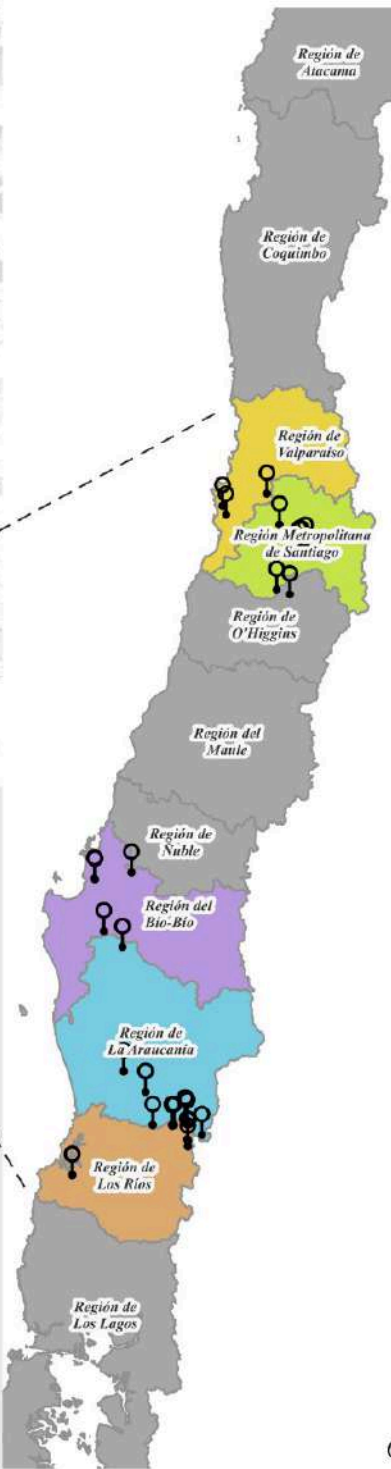 Región de
Atacama
Región de
Coquimbo
Región de
Valparaíso
Región Metropolitana
de Santiago
Región de
O'Higgins
Región del
Maule
Región de
Ñuble
Región del
Bío-Bío
Región de
La Araucanía
Región de
Los Ríos
Región de
Los Lagos